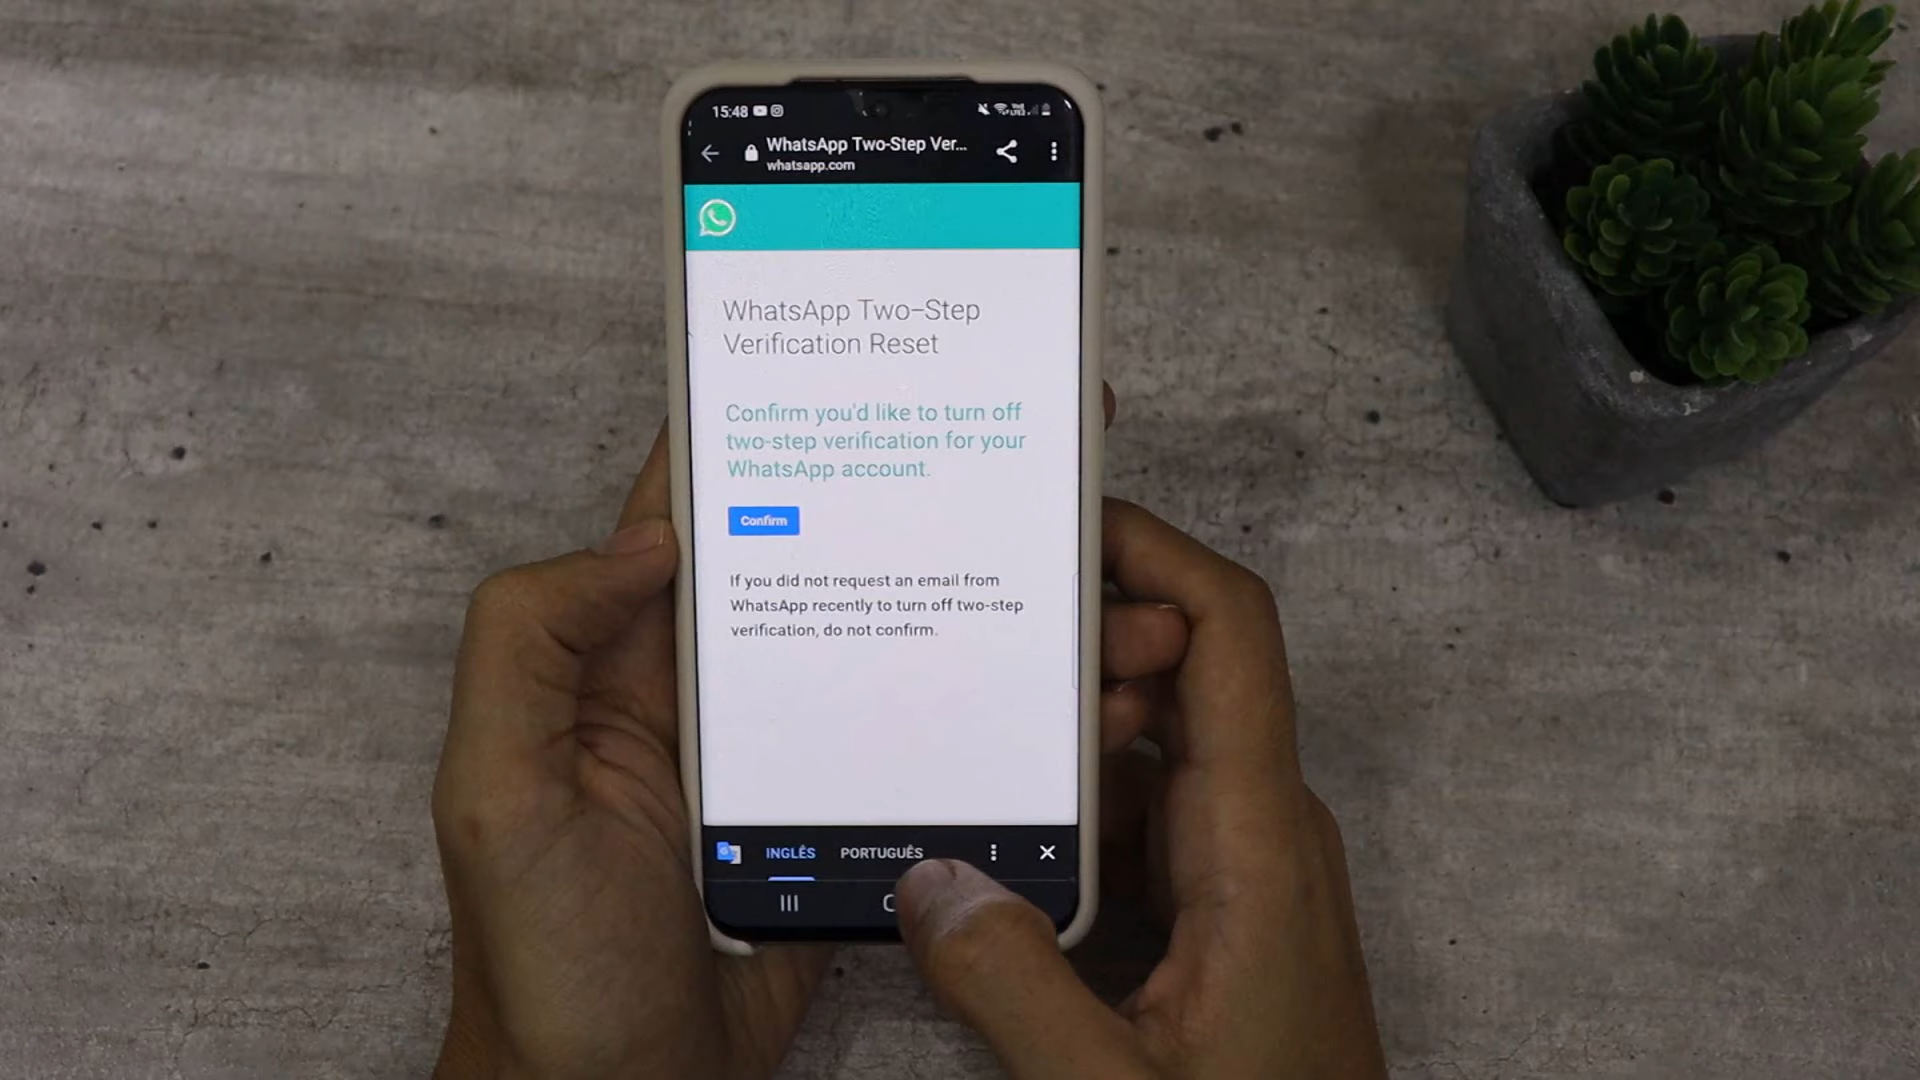 15:48
WhatsApp Two-Step Ver...
whatsapp.com
WhatsApp Two-Step
Verification Reset
Confirm you'd like to turn off
two-step verification for your
WhatsApp account.
Confirm
If you did not request an email from
WhatsApp recently to turn off two-step
verification, do not confirm.
INGLÊS PORTUGUÊS